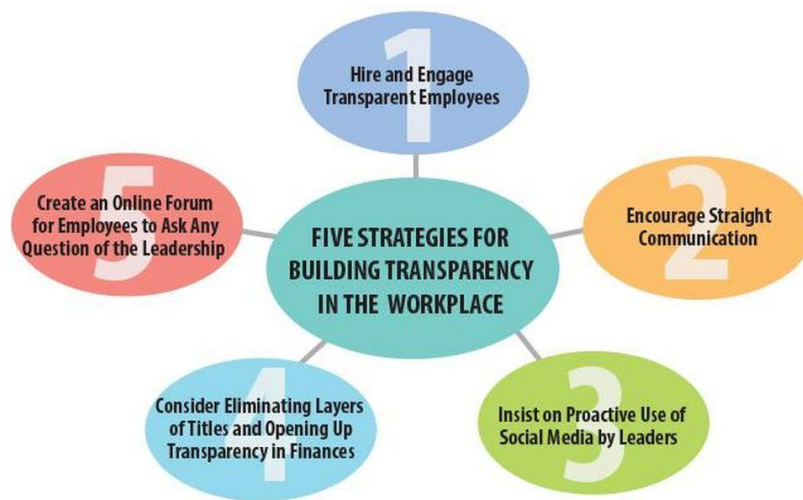 FIVE STRATEGIES FOR
BUILDING TRANSPARENCY
IN THE WORKPLACE
1
Hire and Engage
Transparent Employees
2
Encourage Straight
Communication
3
Insist on Proactive Use of
Social Media by Leaders
4
Consider Eliminating Layers
of Titles and Opening Up
Transparency in Finances
5
Create an Online Forum
for Employees to Ask Any
Question of the Leadership